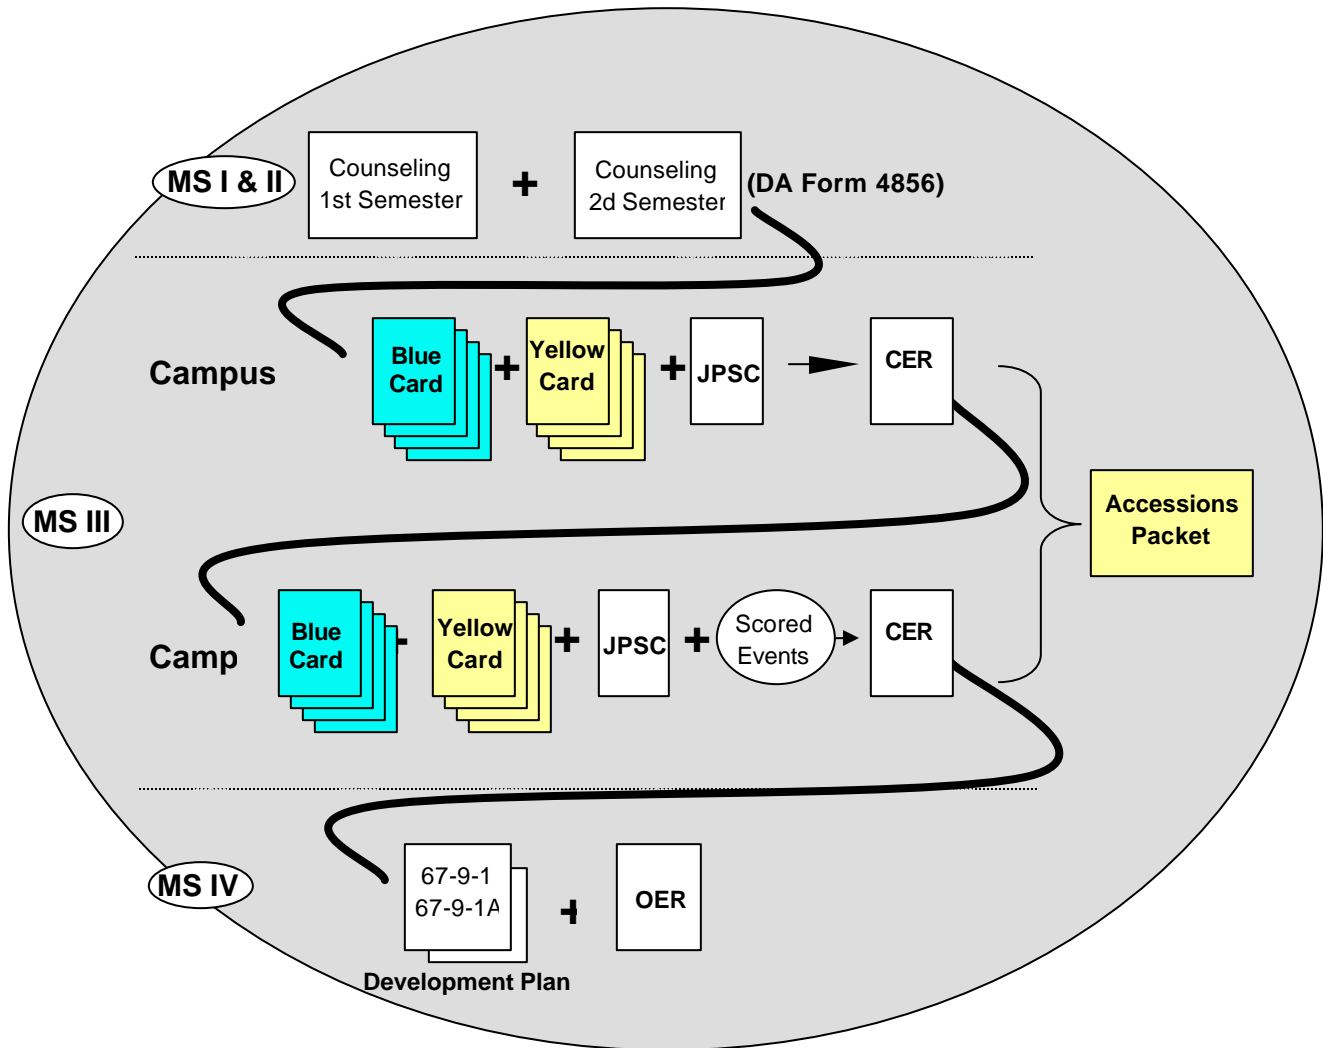 MS I & II
Counseling
1st Semester
+
Counseling
2d Semester
(DA Form 4856)
Campus
Blue
Card
+
Yellow
Card
+
JPSC
CER
MS III
Accessions
Packet
Camp
Blue
Card
Yellow
Card
+
JPSC
+
Scored
Events
CER
MS IV
67-9-1
67-9-1A
+
OER
Development Plan